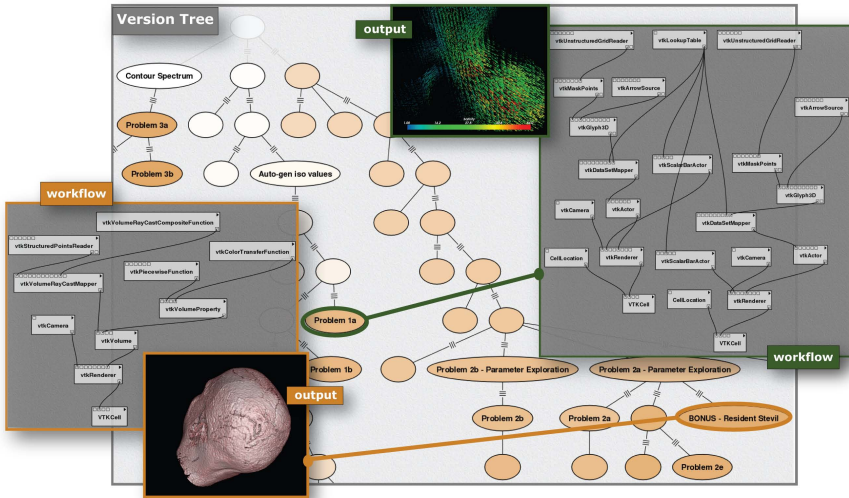 Version Tree
output
vtkUnstructuredGridReader
vtkLookupTable
vtkUnstructuredGridReader
Contour Spectrum
vtkMaskPoints
vtkArrowSource
vtkArrowSource
Problem 3a
vtkGlyph3D
Problem 3b
Auto-gen iso values
vtkDataSetMapper
vtkScalarBarActor
vtkMaskPoints
vtkGlyph3D
workflow
vtkVolumeRayCastCompositeFunction
vtkCamera
vtkActor
vtkDataSetMapper
vtkStructuredPointsReader
vtkColorTransferFunction
CellLocation
vtkRenderer
vtkScalarBarActor
vtkCamera
vtkActor
vtkPiecewiseFunction
vtkVolumeRayCastMapper
vtkVolumeProperty
VTKCell
CellLocation
vtkRenderer
vtkCamera
vtkVolume
Problem 1a
VTKCell
workflow
vtkRenderer
Problem 1b
Problem 2b - Parameter Exploration
Problem 2a - Parameter Exploration
output
VTKCell
Problem 2b
Problem 2a
BONUS - Resident Stevil
Problem 2e